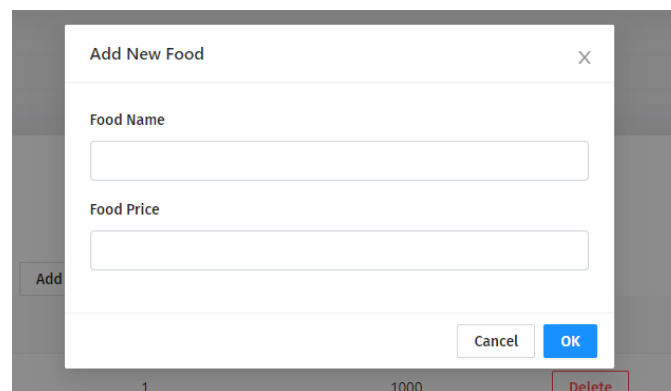 Add New Food
X
Food Name
Food Price
Add
Cancel OK
1 1000 Delete